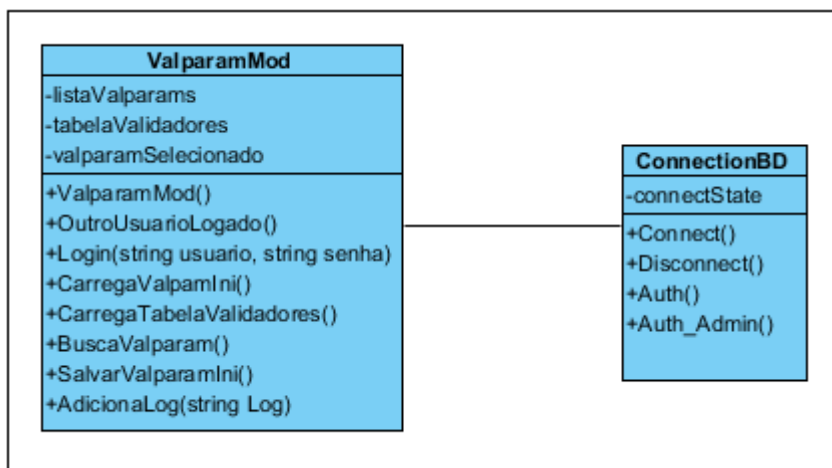 ValparamMod
-listaValparams
-tabelaValidadores
-valparamSelecionado
+ValparamMod()
+OutroUsuarioLogado()
+Login(string usuario, string senha)
+CarregaValpamIni()
+CarregaTabelaValidadores()
+BuscaValparam()
+SalvarValparamIni()
+AdicionaLog(string Log)
ConnectionBD
-connectState
+Connect()
+Disconnect()
+Auth()
+Auth_Admin()